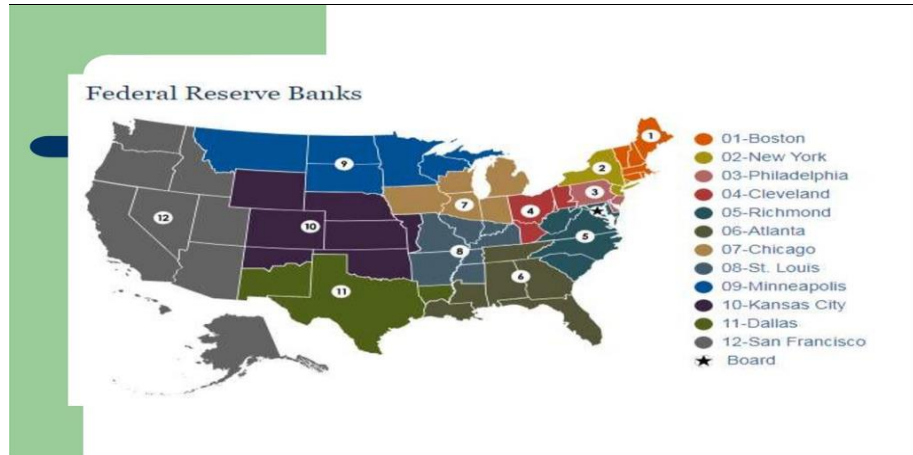 Federal Reserve Banks
1
2
3
4
5
6
7
8
9
10
11
12
01-Boston
02-New York
03-Philadelphia
04-Cleveland
05-Richmond
06-Atlanta
07-Chicago
08-St. Louis
09-Minneapolis
10-Kansas City
11-Dallas
12-San Francisco
Board